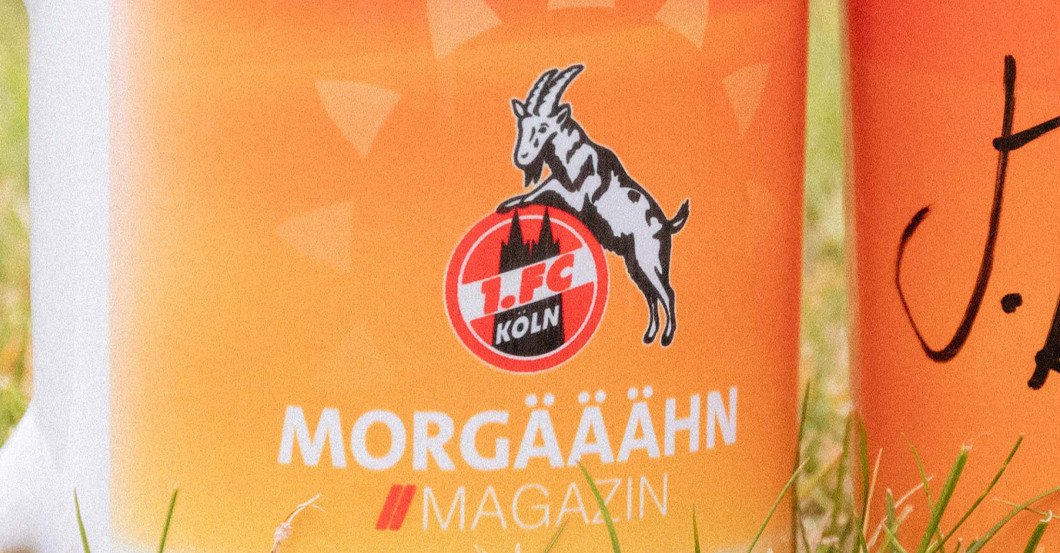 1.FC
KÖLN
MORGÄÄÄHN
//MAGAZIN
J.